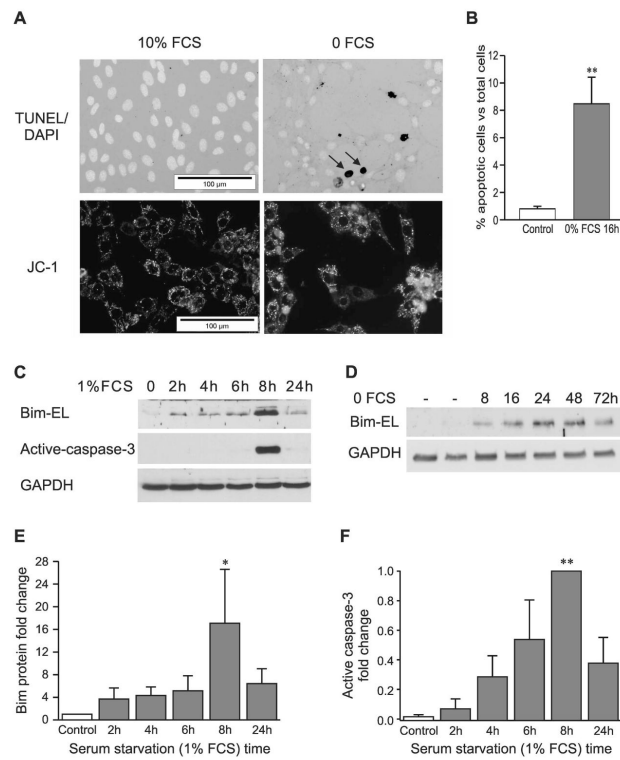 A
10% FCS
0 FCS
TUNEL/
DAPI
100 µm
JC-1
100 µm
B
% apoptotic cells vs total cells
12
10
8
6
4
2
0
**
Control
0% FCS 16h
C
1%FCS 0 2h 4h 6h 8h 24h
Bim-EL
Active-caspase-3
GAPDH
D
0 FCS - - 8 16 24 48 72h
Bim-EL
GAPDH
E
Bim protein fold change
28
24
20
16
12
8
4
0
*
Control 2h 4h 6h 8h 24h
Serum starvation (1% FCS) time
F
Active caspase-3
fold change
1.0
0.8
0.6
0.4
0.2
0.0
**
Control 2h 4h 6h 8h 24h
Serum starvation (1% FCS) time